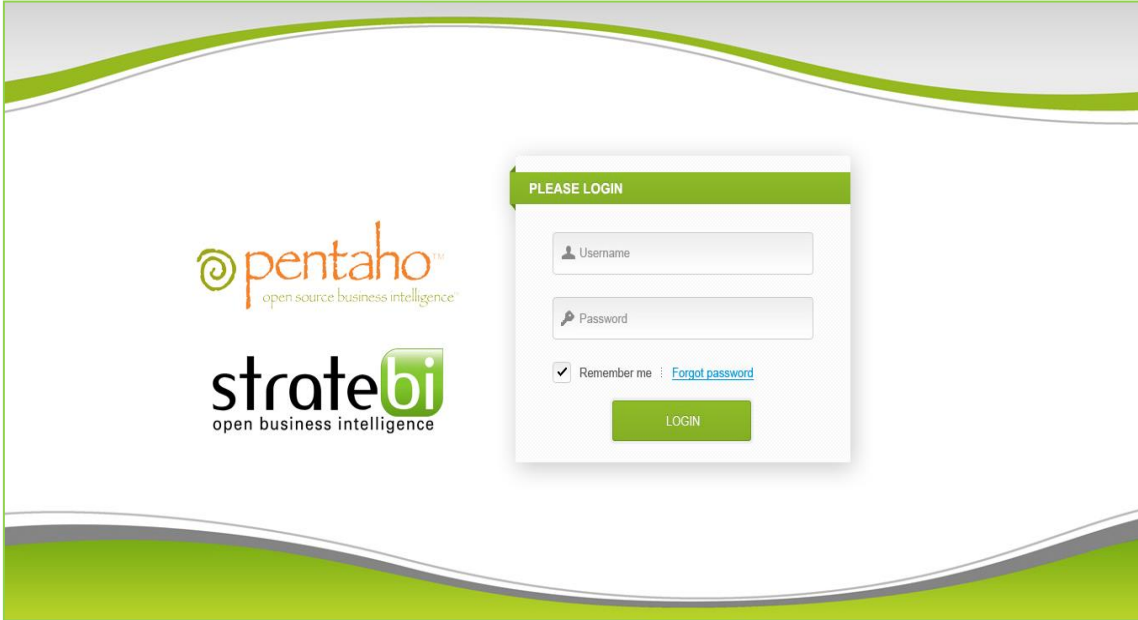 pentaho™
open source business intelligence™
stratebi
open business intelligence
PLEASE LOGIN
Username
Password
Remember me Forgot password
LOGIN